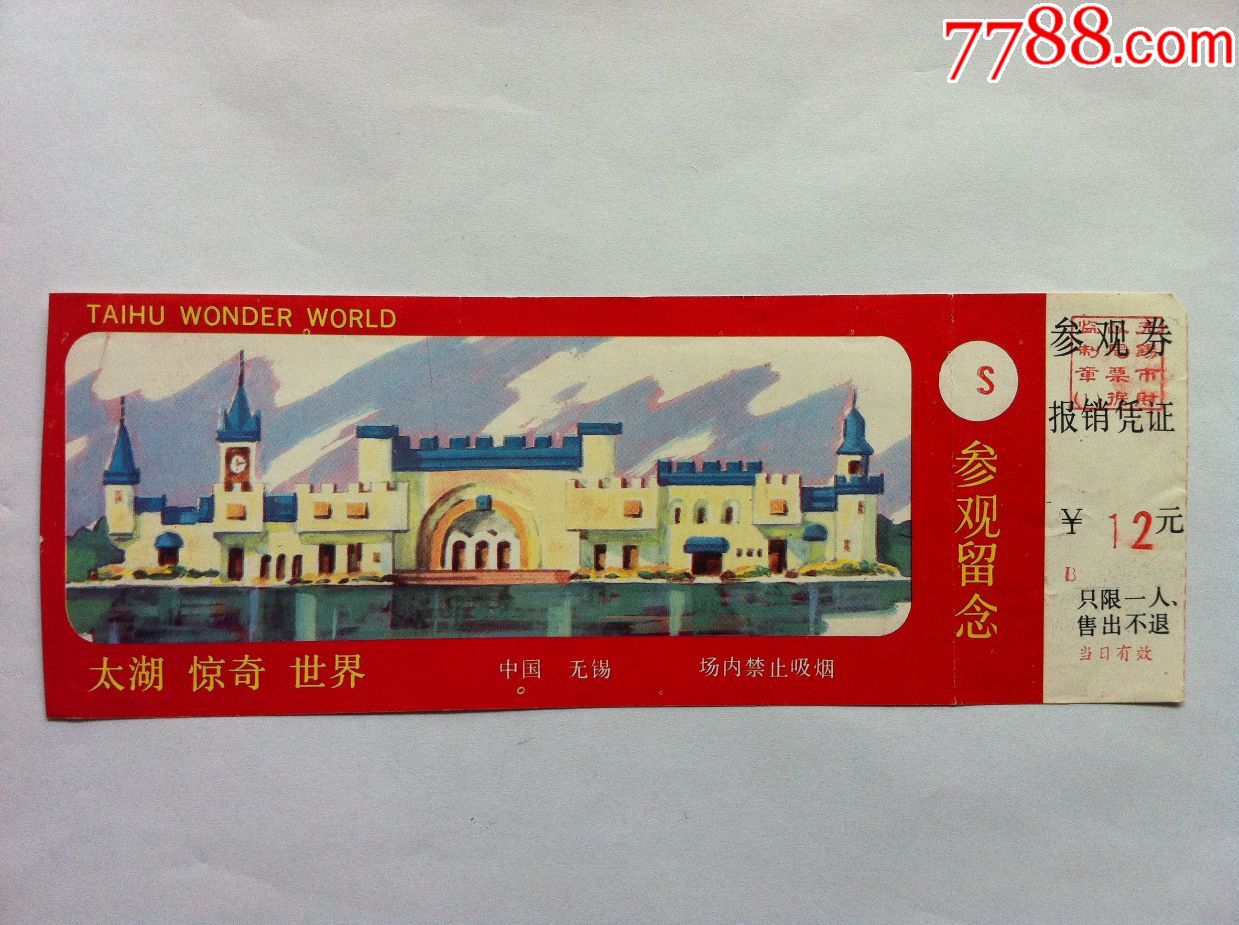 7788.com
TAIHU WONDER WORLD
太湖 惊奇 世界
中国 无锡
场内禁止吸烟
S
参观留念
参观券
报销凭证
¥ 12元
B
只限一人、
售出不退
当日有效